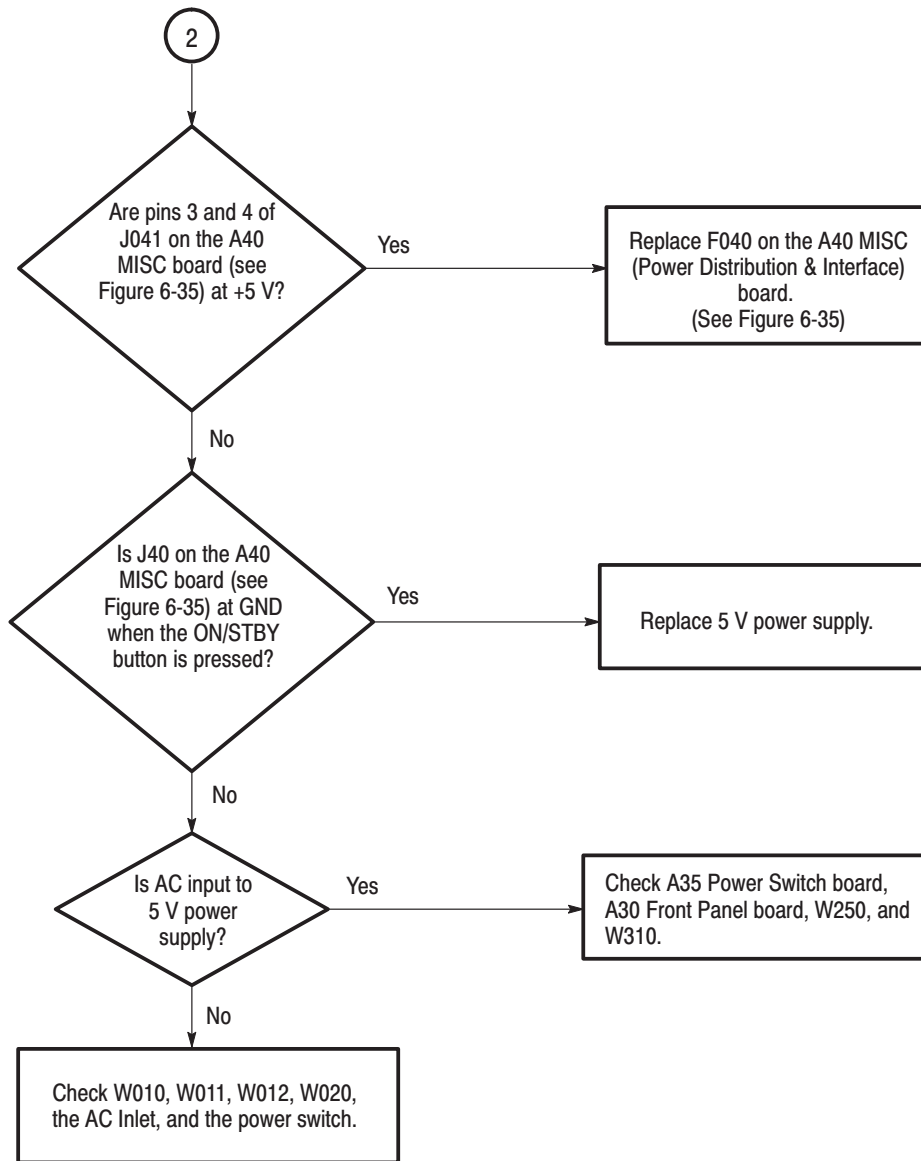 2
Are pins 3 and 4 of
J041 on the A40
MISC board (see
Figure 6-35) at +5 V?
Yes
Replace F040 on the A40 MISC
(Power Distribution & Interface)
board.
(See Figure 6-35)
No
Is J40 on the A40
MISC board (see
Figure 6-35) at GND
when the ON/STBY
button is pressed?
Yes
Replace 5 V power supply.
No
Is AC input to
5 V power
supply?
Yes
Check A35 Power Switch board,
A30 Front Panel board, W250, and
W310.
No
Check W010, W011, W012, W020,
the AC Inlet, and the power switch.